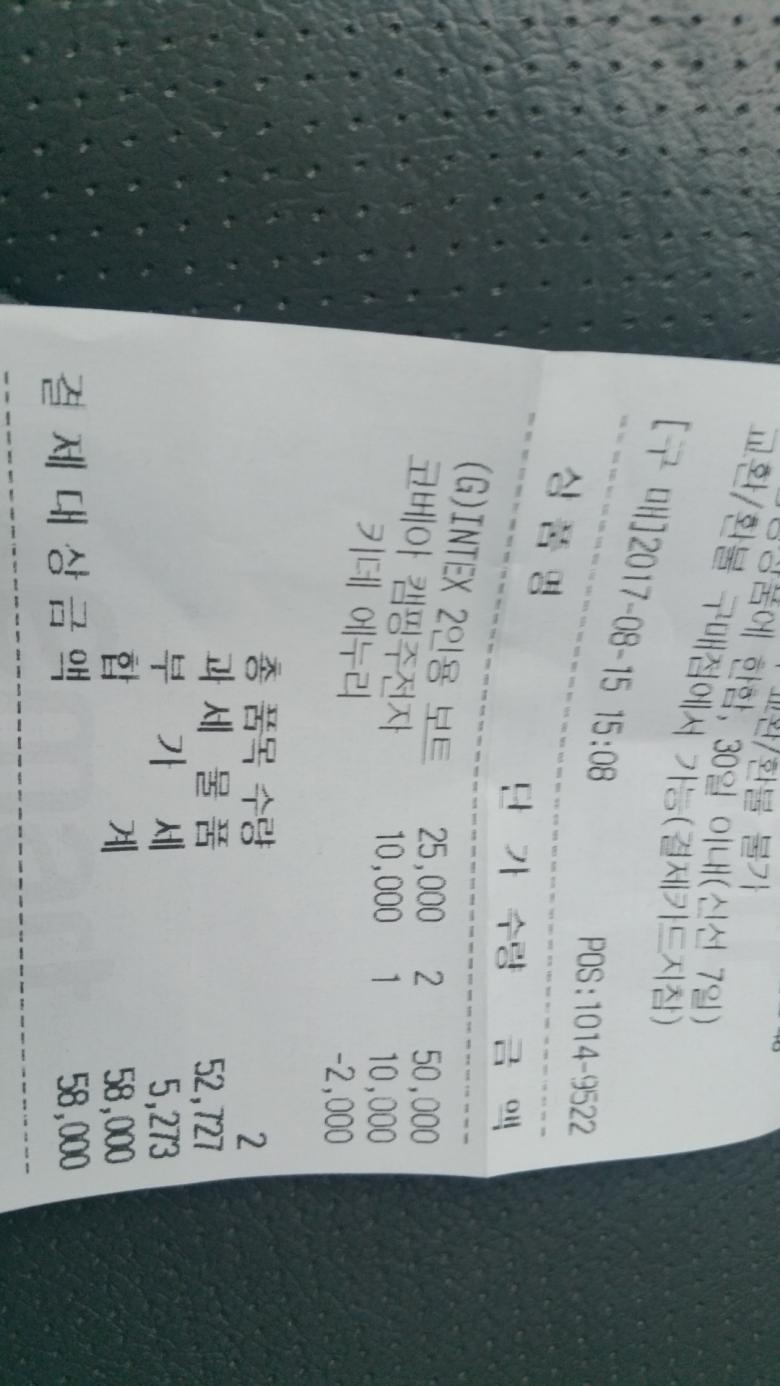 교환/환불 불가
교환/환불 구매점에서 가능(결제카드지참)
한함, 30일 이내(신선 7일)
[구 매]2017-08-15 15:08 POS:1014-9522
상 품 명 단 가 수량 금 액
(G)INTEX 2인용 보트 25,000 2 50,000
코베아 캠핑주전자 10,000 1 10,000
키데 에누리 -2,000
총 품목 수량 2
과 세 물 품 52,727
부 가 세 5,273
합 계 58,000
결 제 대 상 금 액 58,000